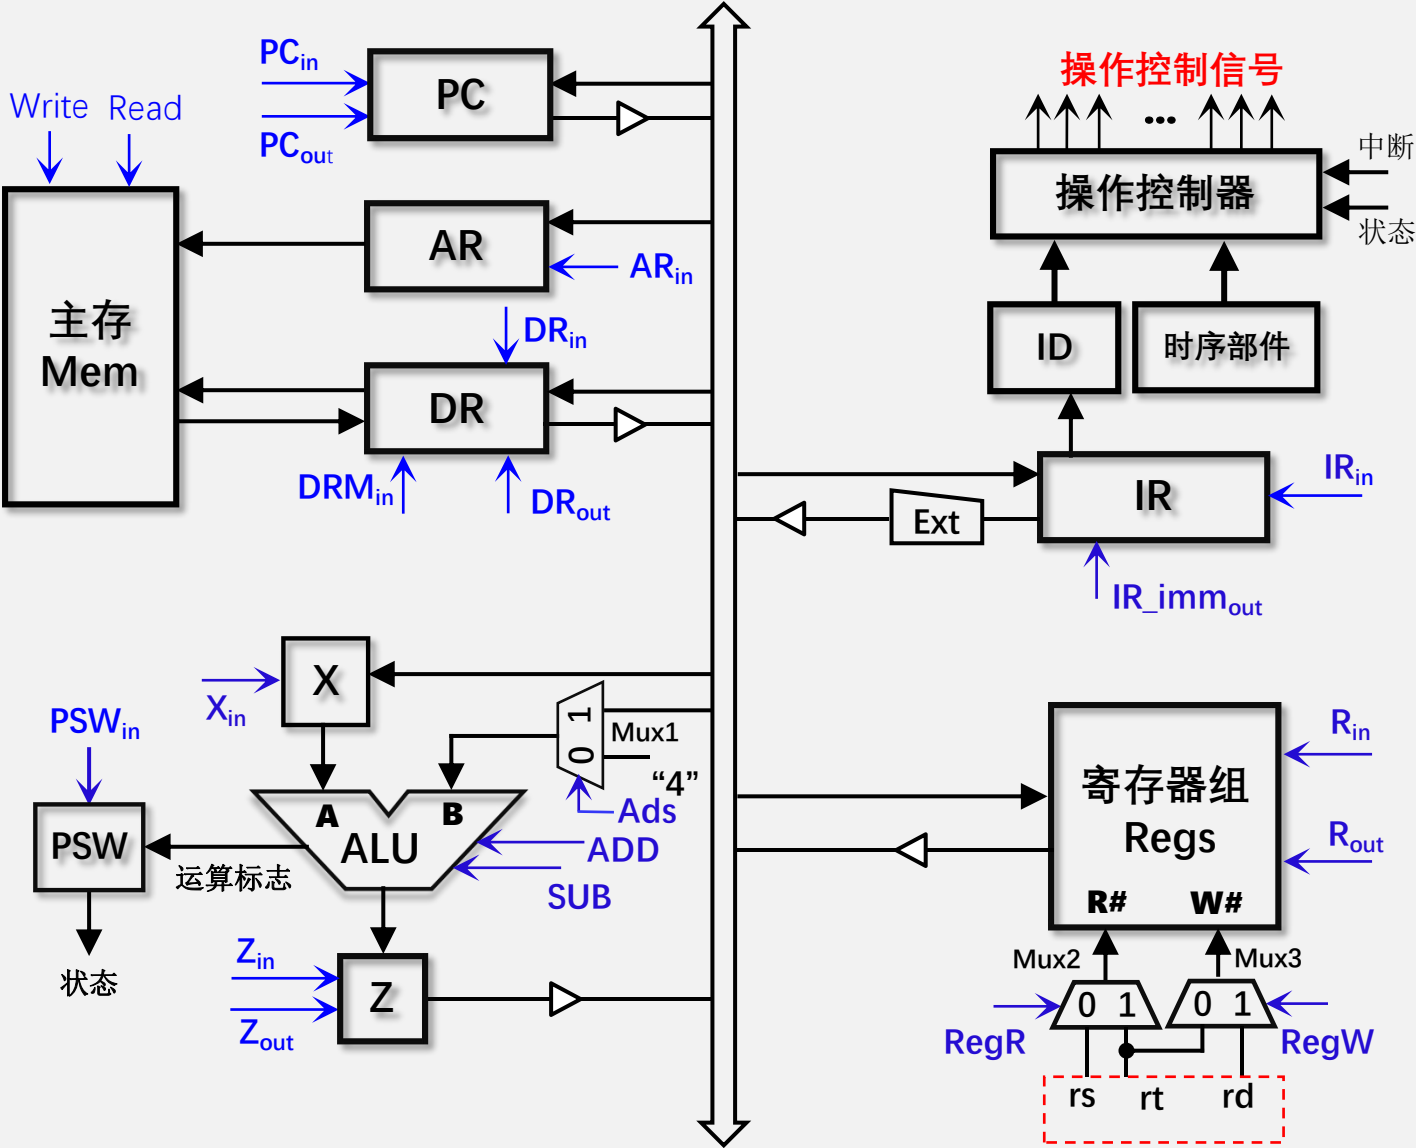 PCin
PC
PCout
Write
Read
操作控制信号
...
中断
操作控制器
状态
AR
ARin
主存
Mem
DRin
DR
DRMin
DRout
ID
时序部件
IR
IRin
Ext
IR_immout
X
Xin
1
0
Mux1
“4”
Ads
PSWin
PSW
A
B
ALU
ADD
SUB
运算标志
状态
Zin
Z
Zout
Rin
寄存器组
Regs
Rout
R#
W#
Mux2
Mux3
0 1
0 1
RegR
RegW
rs
rt
rd